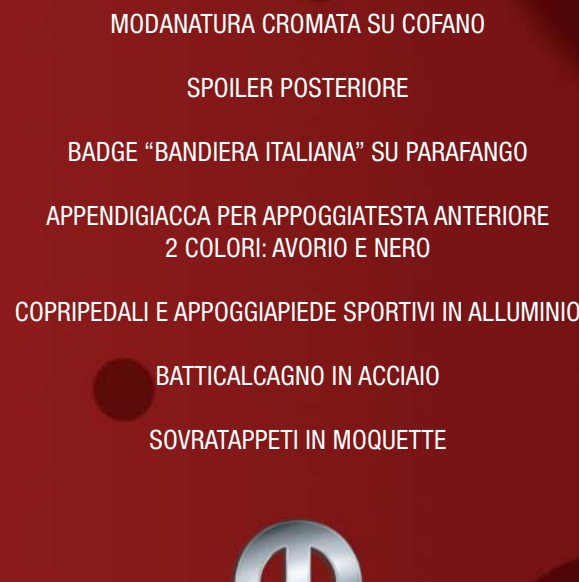 MODANATURA CROMATA SU COFANO
SPOILER POSTERIORE
BADGE “BANDIERA ITALIANA” SU PARAFANGO
APPENDIGIACCA PER APPOGGIATESTA ANTERIORE
2 COLORI: AVORIO E NERO
COPRIPEDALI E APPOGGIAPIEDE SPORTIVI IN ALLUMINIO
BATTICALCAGNO IN ACCIAIO
SOVRATAPPETI IN MOQUETTE